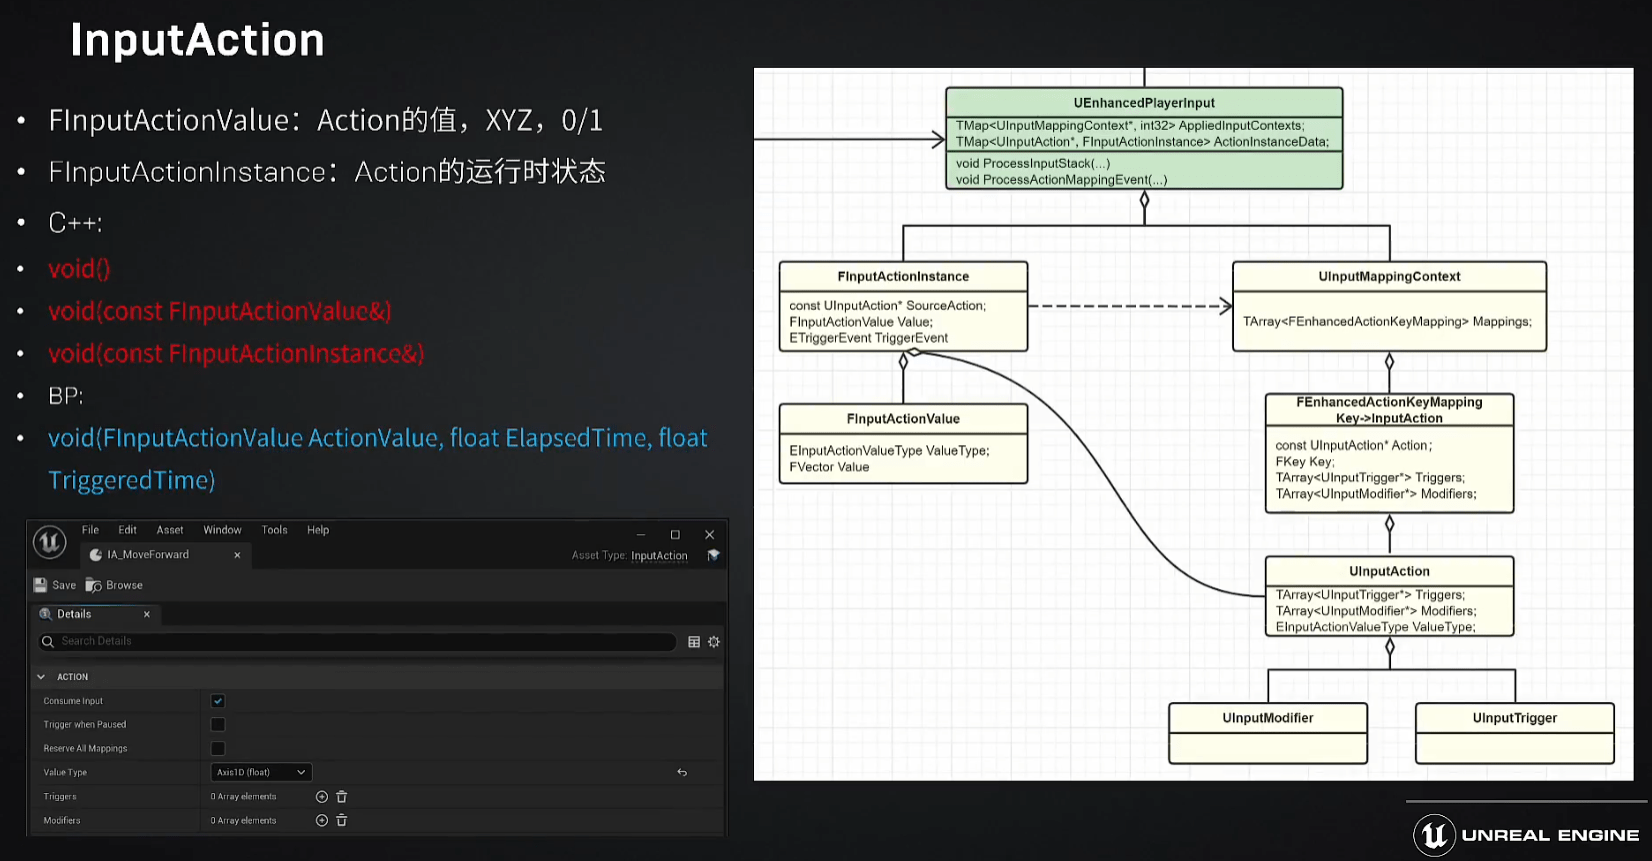 InputAction
• FInputActionValue：Action的值，XYZ，0/1
• FInputActionInstance：Action的运行时状态
• C++:
• void()
• void(const FInputActionValue&)
• void(const FInputActionInstance&)
• BP:
• void(FInputActionValue ActionValue, float ElapsedTime, float
TriggeredTime)
File Edit Asset Window Tools Help
IA_MoveForward
Asset Type: InputAction
Save Browse
Details
Search Details
ACTION
Consume Input
Trigger when Paused
Reserve All Mappings
Value Type Axis1D (float)
Triggers 0 Array elements
Modifiers 0 Array elements
UEnhancedPlayerInput
TMap<UInputMappingContext*, int32> AppliedInputContexts;
TMap<UInputAction*, FInputActionInstance> ActionInstanceData;
void ProcessInputStack(...)
void ProcessActionMappingEvent(...)
FInputActionInstance
const UInputAction* SourceAction;
FInputActionValue Value;
ETriggerEvent TriggerEvent
UInputMappingContext
TArray<FEnhancedActionKeyMapping> Mappings;
FInputActionValue
EInputActionValueType ValueType;
FVector Value
FEnhancedActionKeyMapping
Key->InputAction
const UInputAction* Action;
FKey Key;
TArray<UInputTrigger*> Triggers;
TArray<UInputModifier*> Modifiers;
UInputAction
TArray<UInputTrigger*> Triggers;
TArray<UInputModifier*> Modifiers;
EInputActionValueType ValueType;
UInputModifier
UInputTrigger
UNREAL ENGINE